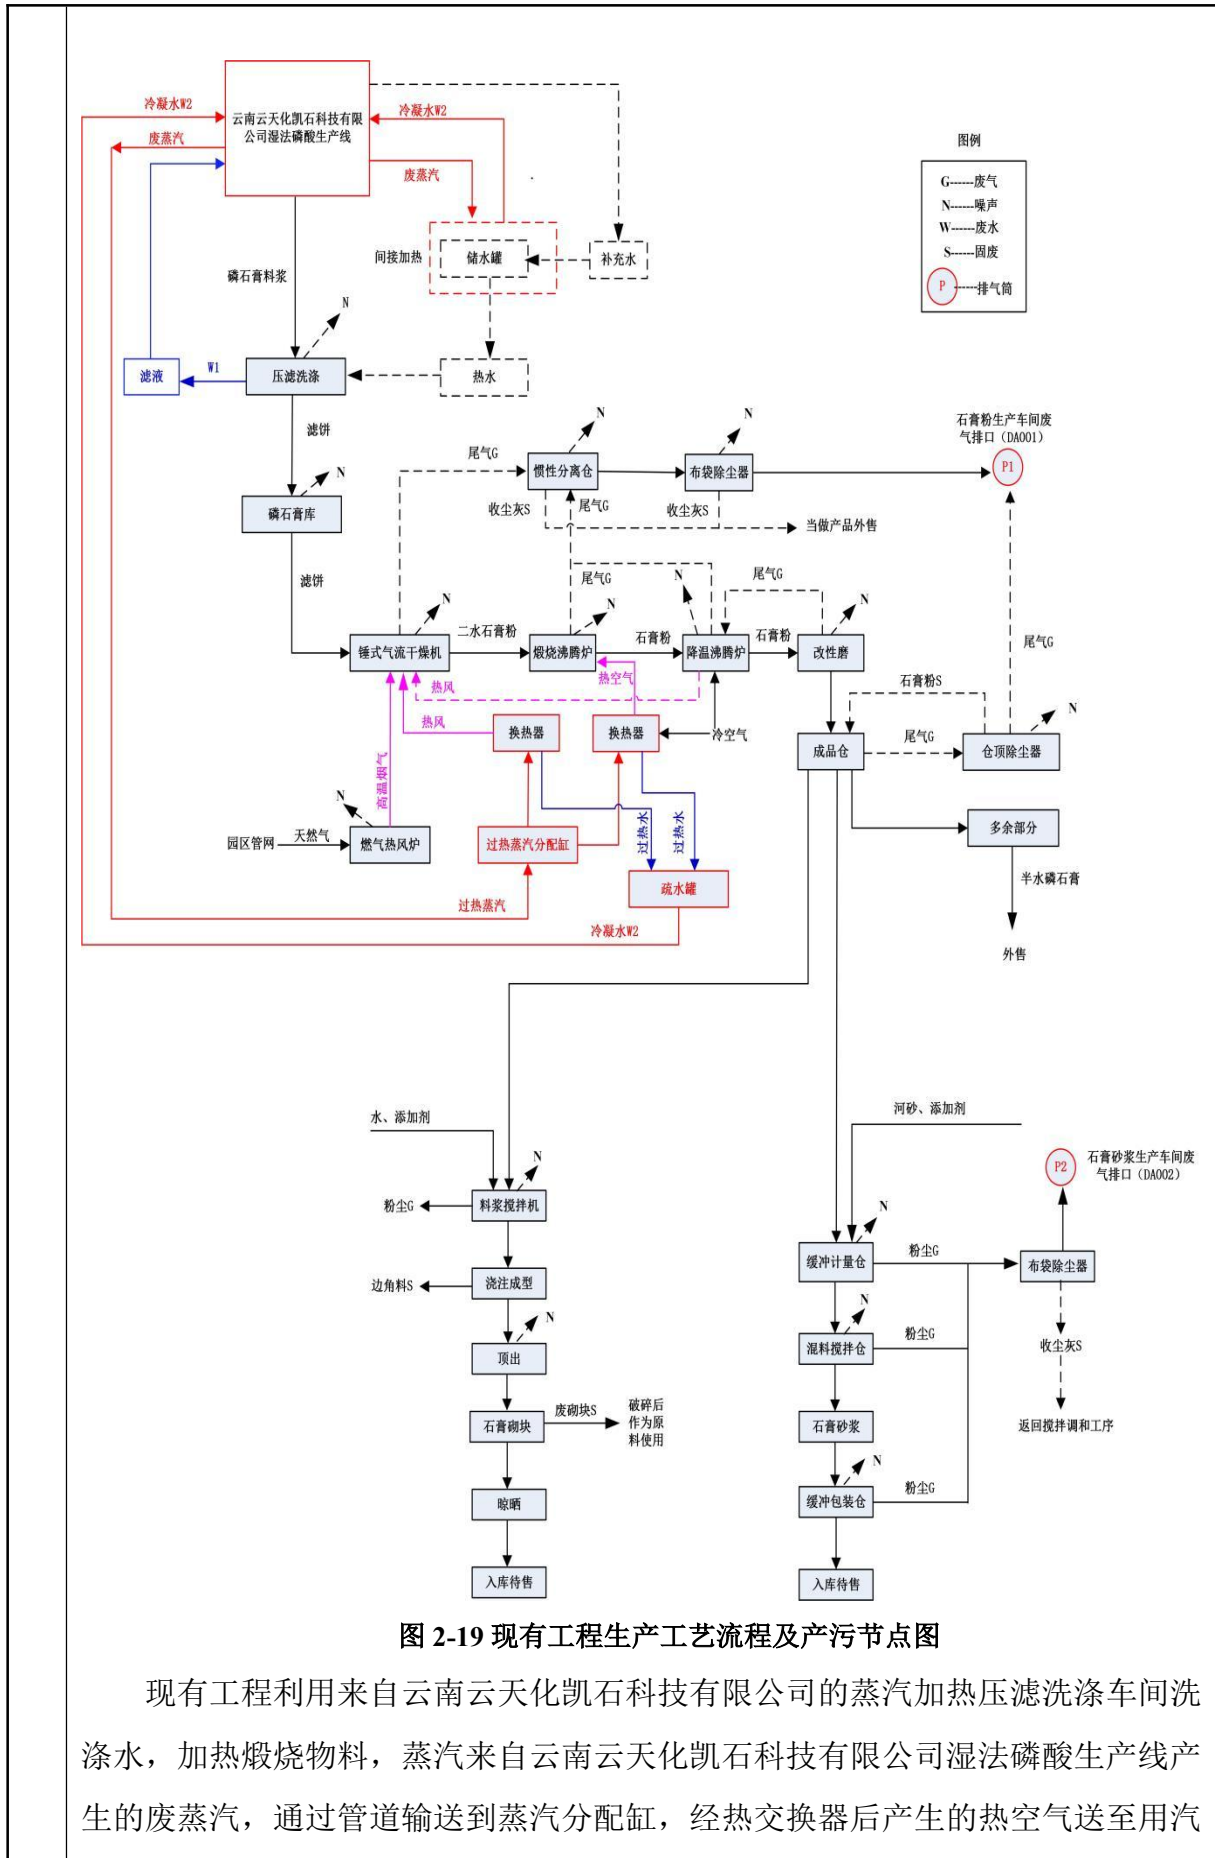 冷凝水W2
云南云天化凯石科技有限
公司湿法磷酸生产线
冷凝水W2
废蒸汽
废蒸汽
图例
G------废气
N------噪声
W------废水
S------固废
P ------排气筒
间接加热
储水罐
补充水
磷石膏料浆
N
滤液
W1
压滤洗涤
热水
滤饼
N
磷石膏库
滤饼
尾气G
惯性分离仓
N
布袋除尘器
N
石膏粉生产车间废
气排口（DA001）
P1
收尘灰S
尾气G
收尘灰S
当做产品外售
N
二水石膏粉
尾气G
N
N
尾气G
N
锤式气流干燥机
煅烧沸腾炉
石膏粉
降温沸腾炉
石膏粉
改性磨
尾气G
热风
热空气
石膏粉S
N
热风
换热器
换热器
冷空气
成品仓
尾气G
仓顶除尘器
高温烟气
N
园区管网
天然气
燃气热风炉
过热蒸汽分配缸
过热水
过热水
多余部分
疏水罐
半水磷石膏
过热蒸汽
冷凝水W2
外售
水、添加剂
河砂、添加剂
N
P2
石膏砂浆生产车间废
气排口（DA002）
粉尘G
料浆搅拌机
N
缓冲计量仓
粉尘G
布袋除尘器
边角料S
浇注成型
N
N
混料搅拌仓
粉尘G
收尘灰S
顶出
石膏砌块
废砌块S
破碎后
作为原
料使用
石膏砂浆
返回搅拌调和工序
N
晾晒
缓冲包装仓
粉尘G
入库待售
入库待售
图 2-19 现有工程生产工艺流程及产污节点图
现有工程利用来自云南云天化凯石科技有限公司的蒸汽加热压滤洗涤车间洗
涤水，加热煅烧物料，蒸汽来自云南云天化凯石科技有限公司湿法磷酸生产线产
生的废蒸汽，通过管道输送到蒸汽分配缸，经热交换器后产生的热空气送至用汽